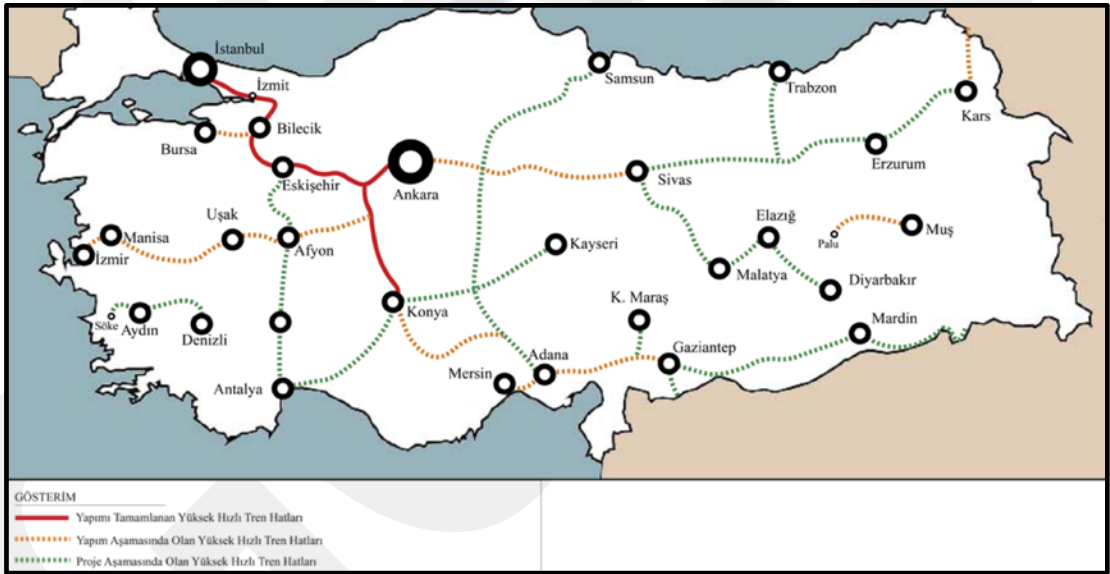 İstanbul
İzmit
Samsun
Trabzon
Kars
Bilecik
Bursa
Erzurum
Eskişehir
Ankara
Sivas
Uşak
Elazığ
Manisa
Afyon
Kayseri
Palu
Muş
İzmir
Malatya
Diyarbakır
Konya
K. Maraş
Söke
Aydın
Denizli
Mardin
Adana
Gaziantep
Mersin
Antalya
GÖSTERİM
Yapımı Tamamlanan Yüksek Hızlı Tren Hatları
Yapım Aşamasında Olan Yüksek Hızlı Tren Hatları
Proje Aşamasında Olan Yüksek Hızlı Tren Hatları